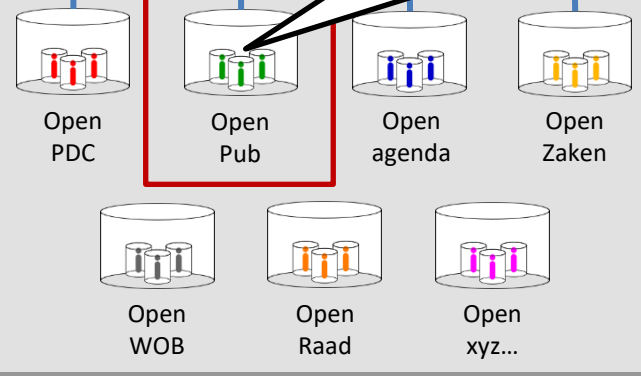 Open
PDC
Open
Pub
Open
agenda
Open
Zaken
Open
WOB
Open
Raad
Open
xyz...